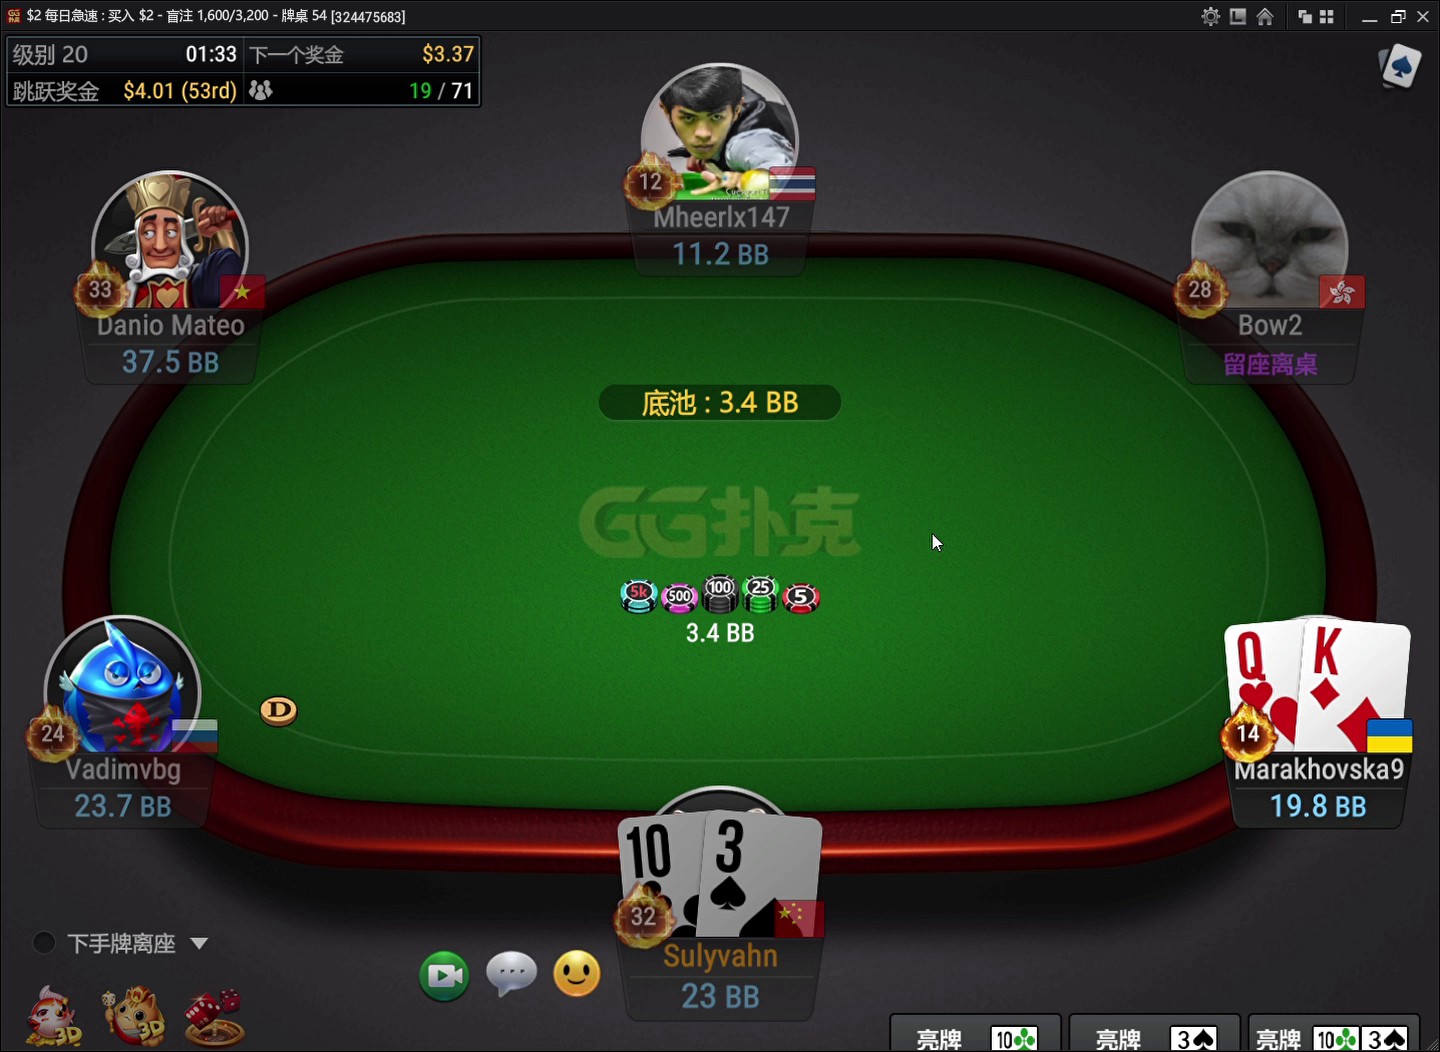 $2 每日急速 : 买入 $2 - 盲注 1,600/3,200 - 牌桌 54 [324475683]
级别 20 01:33 下一个奖金 $3.37
跳跃奖金 $4.01 (53rd) 19 / 71
12
Mheerlx147
11.2 BB
33
Danio Mateo
37.5 BB
28
Bow2
留座离桌
底池 : 3.4 BB
GG扑克
5k 500 100 25 5
3.4 BB
D
24
Vadimvbg
23.7 BB
Q K
14
Marakhovska9
19.8 BB
10 3
32
Sulyvahn
23 BB
下手牌离座
3D 3D
亮牌 10♣ 亮牌 3♠ 亮牌 10♣ 3♠